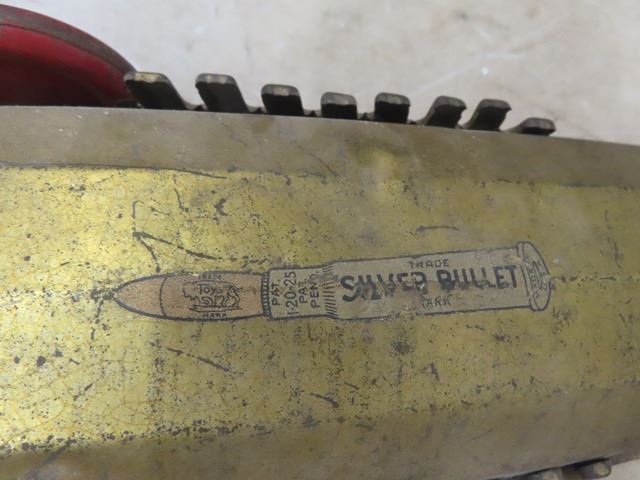 TRADE
TOY
MARK
PAT.
1-20-25
PAT.
PEND.
TRADE
SILVER BULLET
MARK